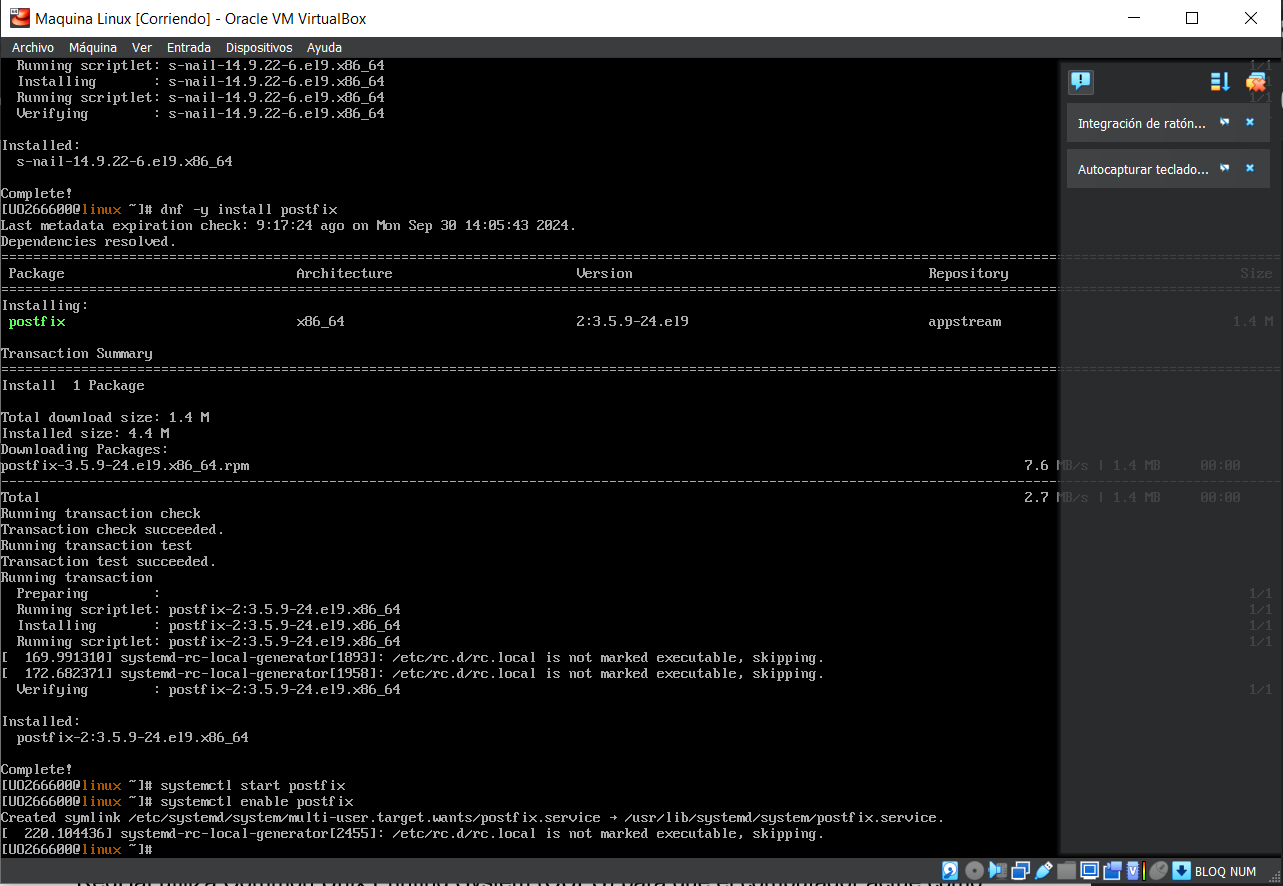 Maquina Linux [Corriendo] - Oracle VM VirtualBox
Archivo Máquina Ver Entrada Dispositivos Ayuda
Running scriptlet: s-nail-14.9.22-6.el9.x86_64 1/1
Installing : s-nail-14.9.22-6.el9.x86_64
Running scriptlet: s-nail-14.9.22-6.el9.x86_64 1/1
Verifying : s-nail-14.9.22-6.el9.x86_64
Integración de ratón...
Autocapturar teclado...
Installed:
s-nail-14.9.22-6.el9.x86_64
Complete!
[UO266600@linux ~]# dnf -y install postfix
Last metadata expiration check: 9:17:24 ago on Mon Sep 30 14:05:43 2024.
Dependencies resolved.
Package Architecture Version Repository Size
Installing:
postfix x86_64 2:3.5.9-24.el9 appstream 1.4 M
Transaction Summary
Install 1 Package
Total download size: 1.4 M
Installed size: 4.4 M
Downloading Packages:
postfix-3.5.9-24.el9.x86_64.rpm 7.6 MB/s | 1.4 MB 00:00
Total 2.7 MB/s | 1.4 MB 00:00
Running transaction check
Transaction check succeeded.
Running transaction test
Transaction test succeeded.
Running transaction
Preparing : 1/1
Running scriptlet: postfix-2:3.5.9-24.el9.x86_64 1/1
Installing : postfix-2:3.5.9-24.el9.x86_64 1/1
Running scriptlet: postfix-2:3.5.9-24.el9.x86_64 1/1
[ 169.991310] systemd-rc-local-generator[1893]: /etc/rc.d/rc.local is not marked executable, skipping.
[ 172.682371] systemd-rc-local-generator[1958]: /etc/rc.d/rc.local is not marked executable, skipping.
Verifying : postfix-2:3.5.9-24.el9.x86_64 1/1
Installed:
postfix-2:3.5.9-24.el9.x86_64
Complete!
[UO266600@linux ~]# systemctl start postfix
[UO266600@linux ~]# systemctl enable postfix
Created symlink /etc/systemd/system/multi-user.target.wants/postfix.service → /usr/lib/systemd/system/postfix.service.
[ 220.104436] systemd-rc-local-generator[2455]: /etc/rc.d/rc.local is not marked executable, skipping.
[UO266600@linux ~]#
BLOQ NUM